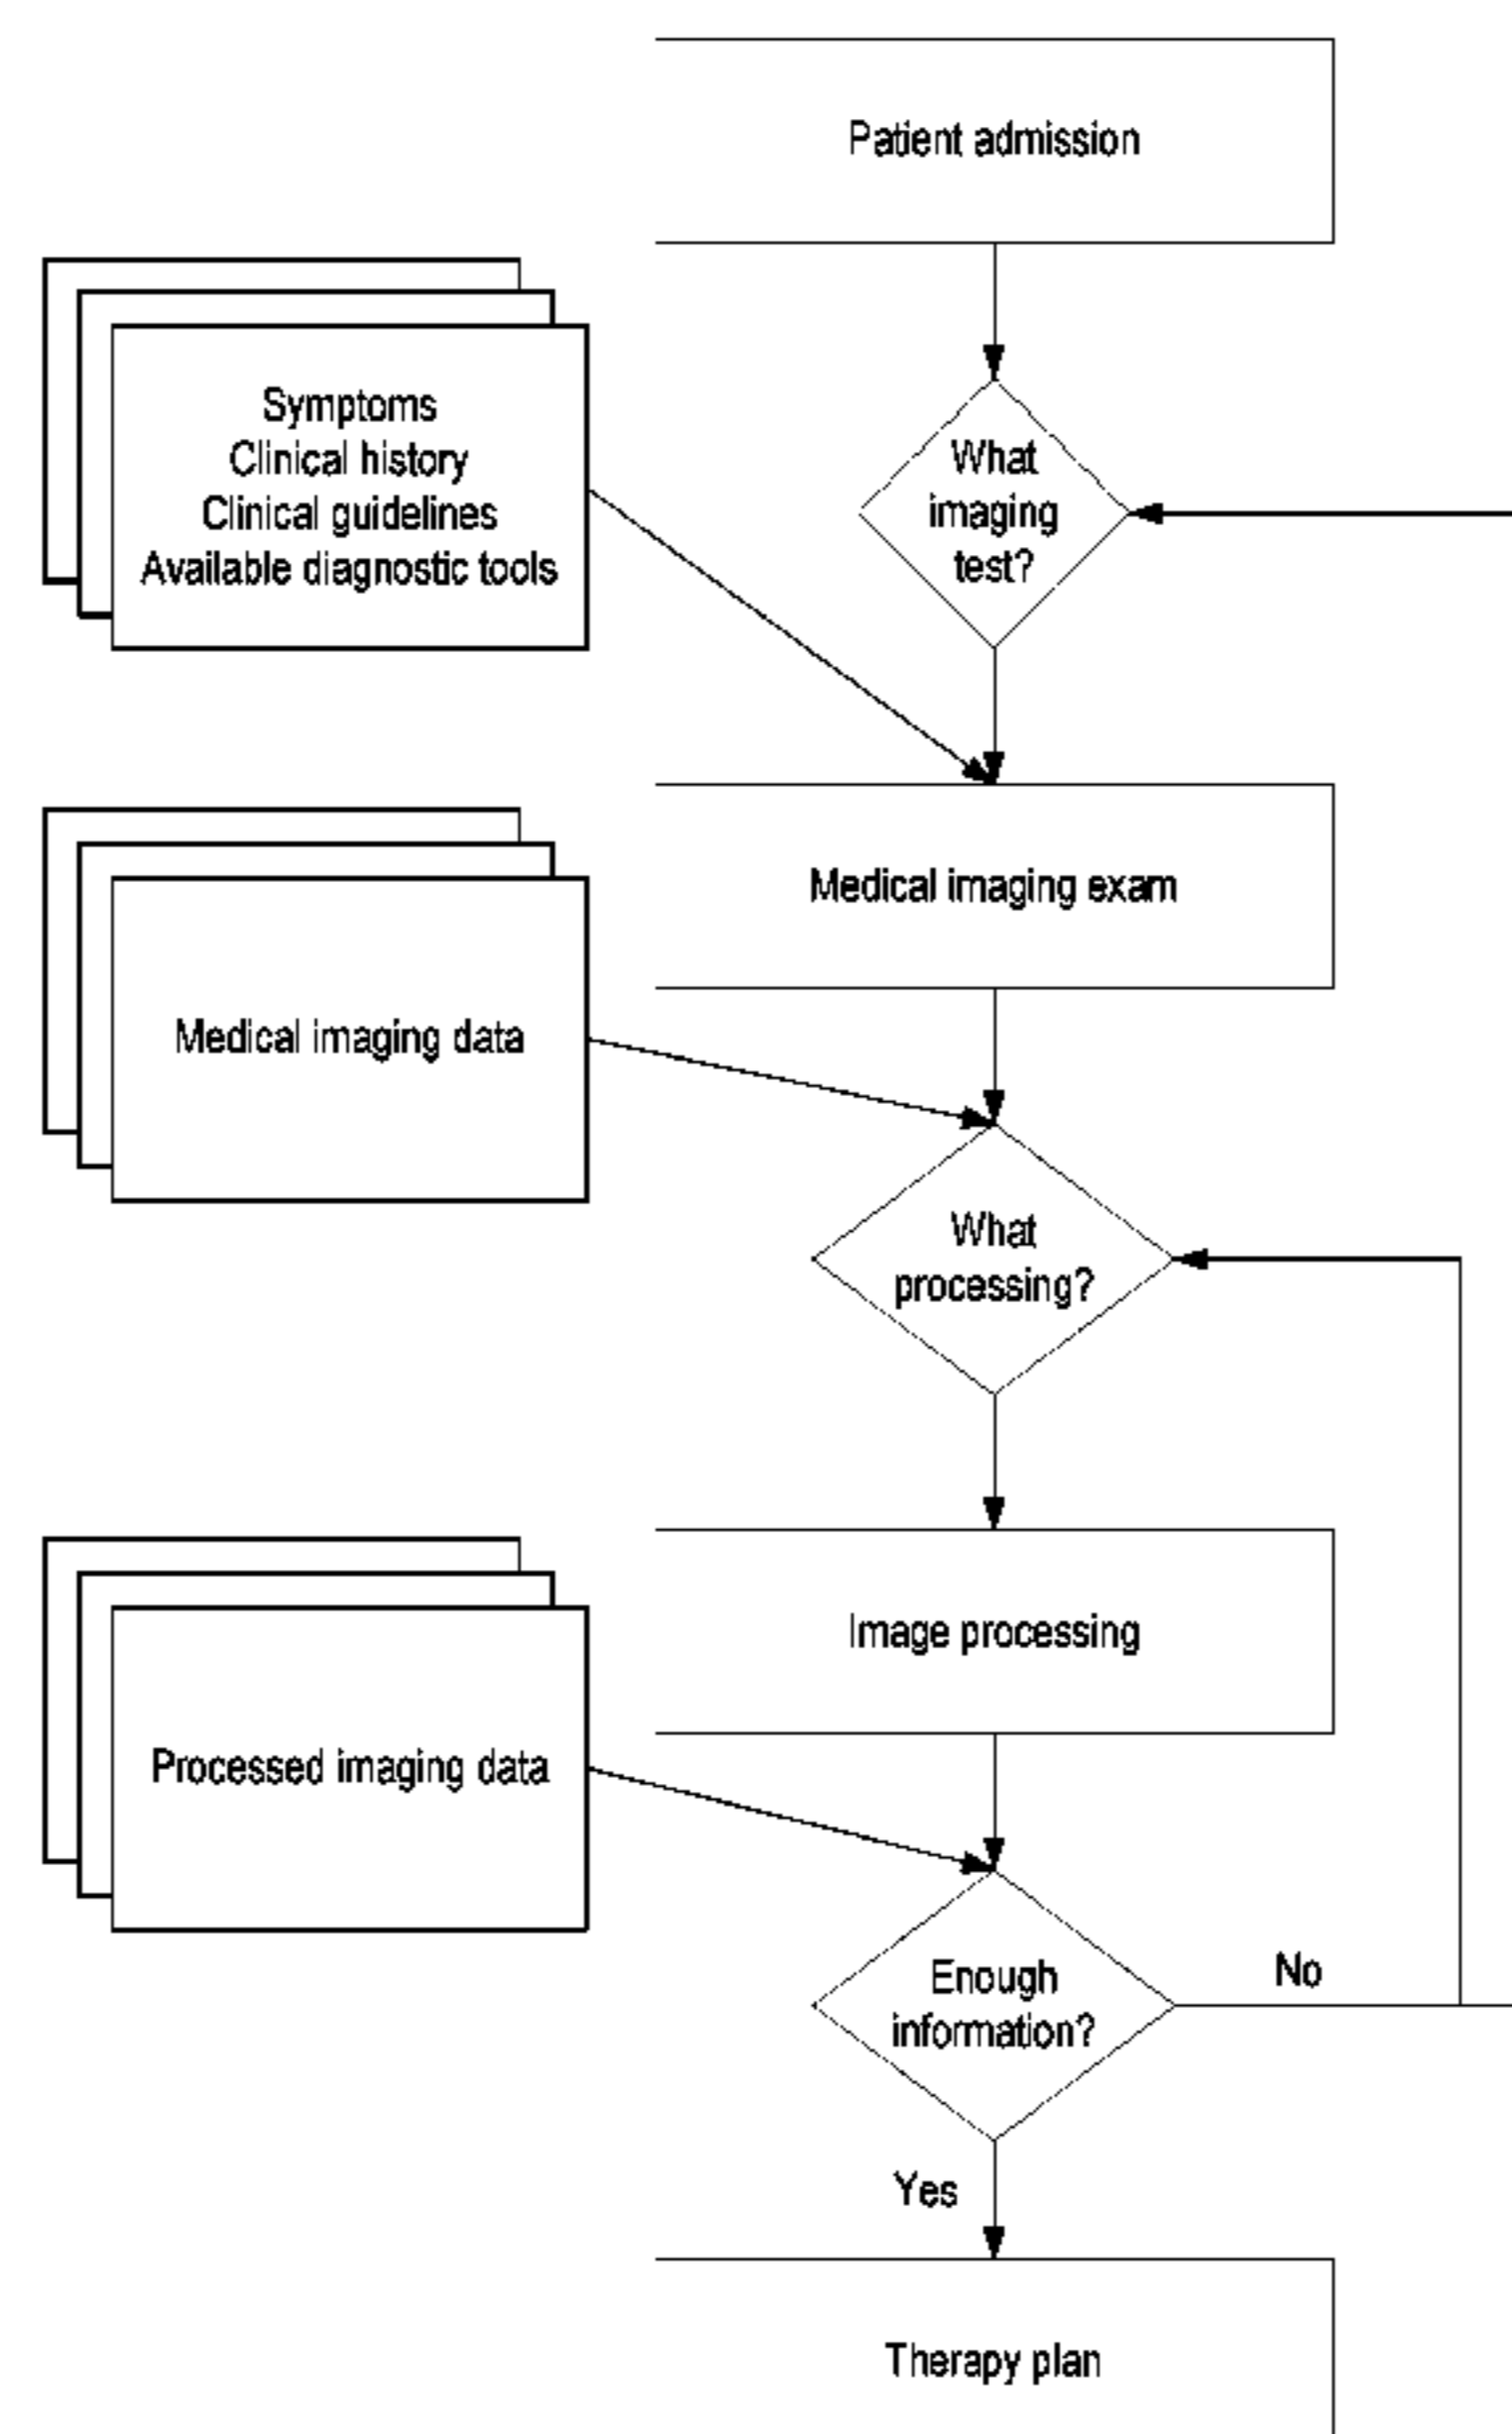 Patient admission
Symptoms
Clinical history
Clinical guidelines
Available diagnostic tools
What
imaging
test?
Medical imaging exam
Medical imaging data
What
processing?
Image processing
Processed imaging data
Enough
information?
No
Yes
Therapy plan